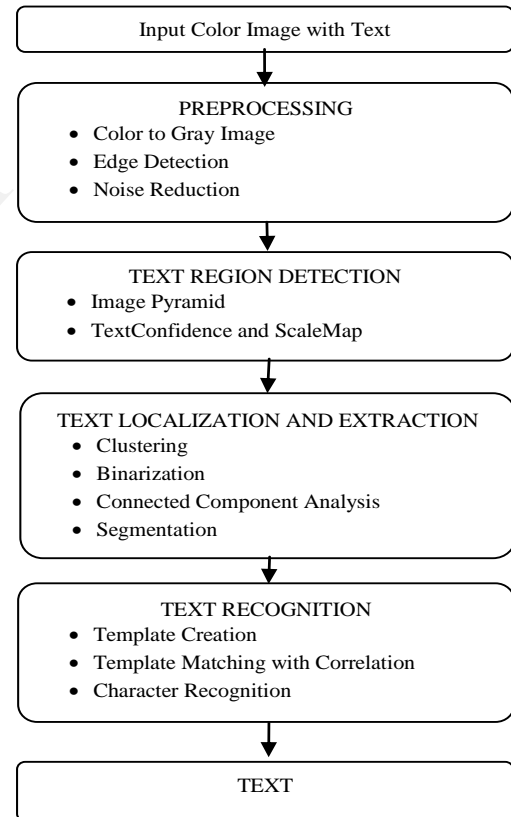 Input Color Image with Text
PREPROCESSING
• Color to Gray Image
• Edge Detection
• Noise Reduction
TEXT REGION DETECTION
• Image Pyramid
• TextConfidence and ScaleMap
TEXT LOCALIZATION AND EXTRACTION
• Clustering
• Binarization
• Connected Component Analysis
• Segmentation
TEXT RECOGNITION
• Template Creation
• Template Matching with Correlation
• Character Recognition
TEXT